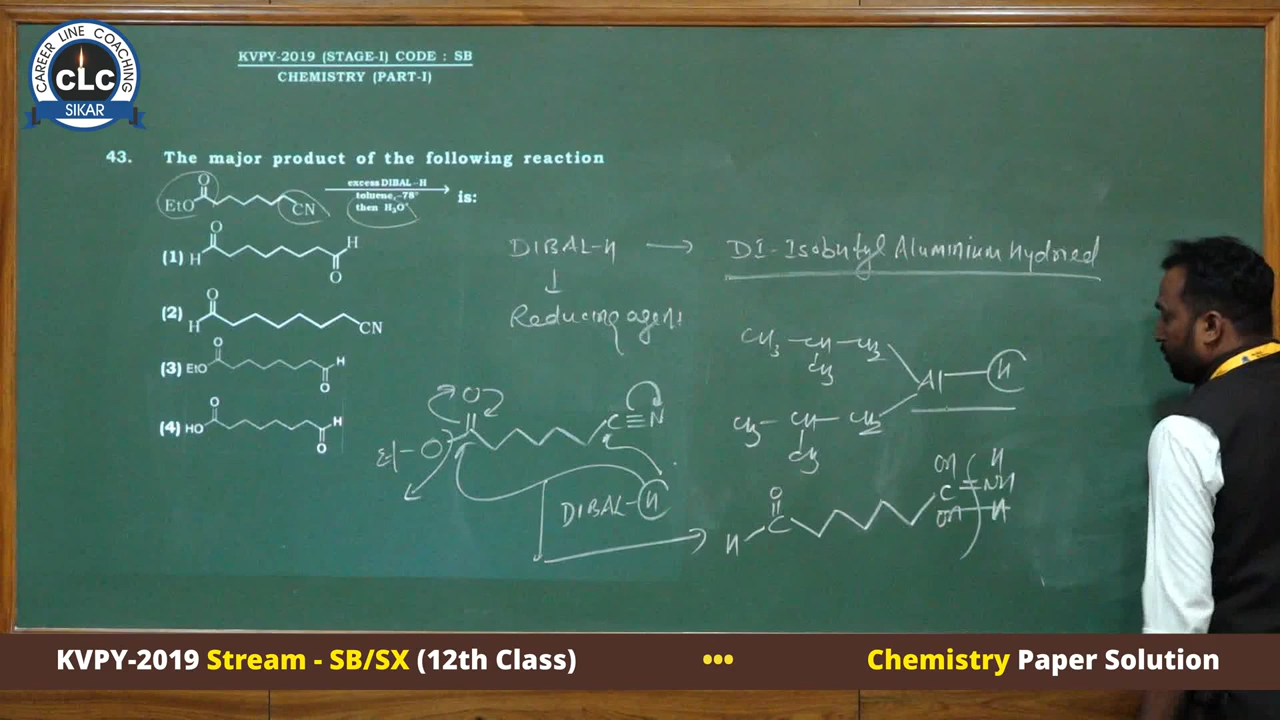 CAREER LINE COACHING
CLC
SIKAR
KVPY-2019 (STAGE-I) CODE : SB
CHEMISTRY (PART-I)
43. The major product of the following reaction
O
EtO CN
excess DIBAL-H
toluene,-78°
then H₃O⁺
is:
(1) H O H O
(2) H O CN
(3) EtO O H O
(4) HO O H O
DIBAL-H → DI-Isobutyl Aluminium Hydried
↓
Reducing agent
CH₃ - CH - CH₂
CH₃
Al - H
CH₃ - CH - CH₂
CH₃
O
Et-O C≡N
DIBAL-H
O
H C
OH H
C =NH
OH H
KVPY-2019 Stream - SB/SX (12th Class) ••• Chemistry Paper Solution